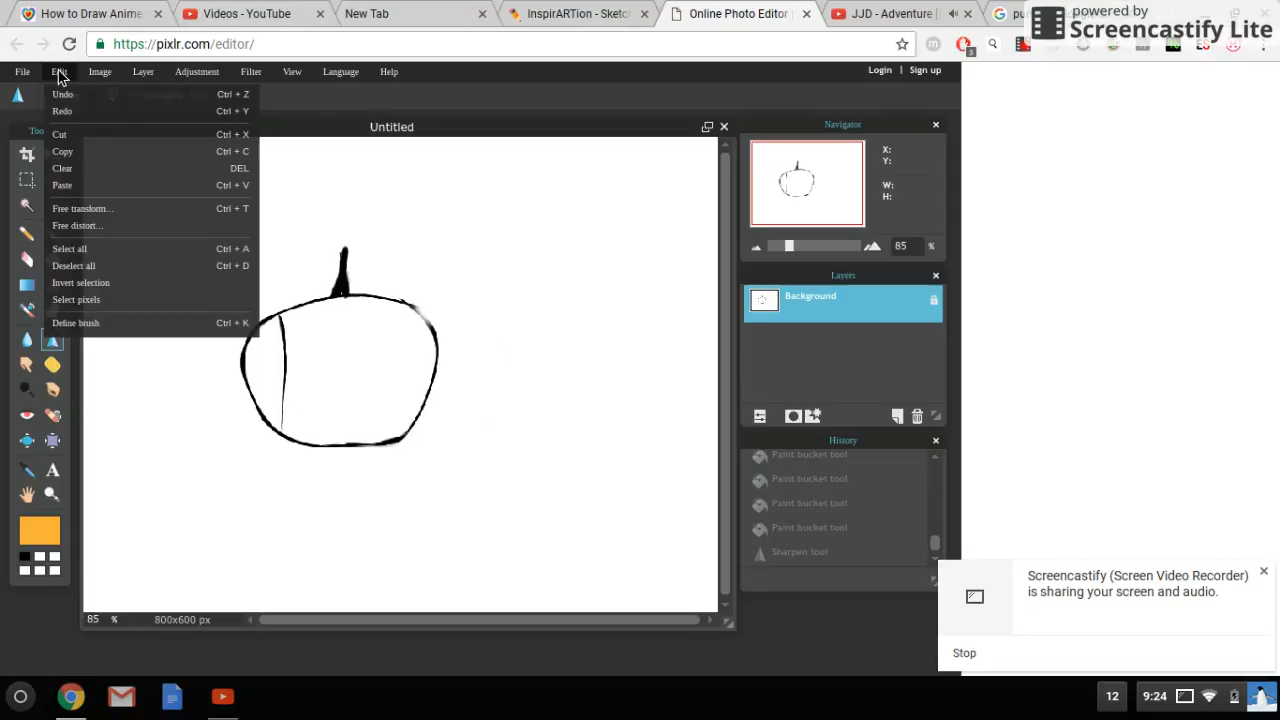 How to Draw Anime
Videos - YouTube
New Tab
InspirARTion - Sketch
Online Photo Editor
JJD - Adventure
pu
powered by
Screencastify Lite
https://pixlr.com/editor/
3
File Edit Image Layer Adjustment Filter View Language Help
Login | Sign up
Undo Ctrl + Z
Redo Ctrl + Y
Cut Ctrl + X
Copy Ctrl + C
Clear DEL
Paste Ctrl + V
Free transform... Ctrl + T
Free distort...
Select all Ctrl + A
Deselect all Ctrl + D
Invert selection
Select pixels
Define brush Ctrl + K
Too
Untitled
Navigator
X:
Y:
W:
H:
85 %
Layers
Background
History
Paint bucket tool
Paint bucket tool
Paint bucket tool
Paint bucket tool
Sharpen tool
85 % 800x600 px
Screencastify (Screen Video Recorder)
is sharing your screen and audio.
Stop
12
9:24